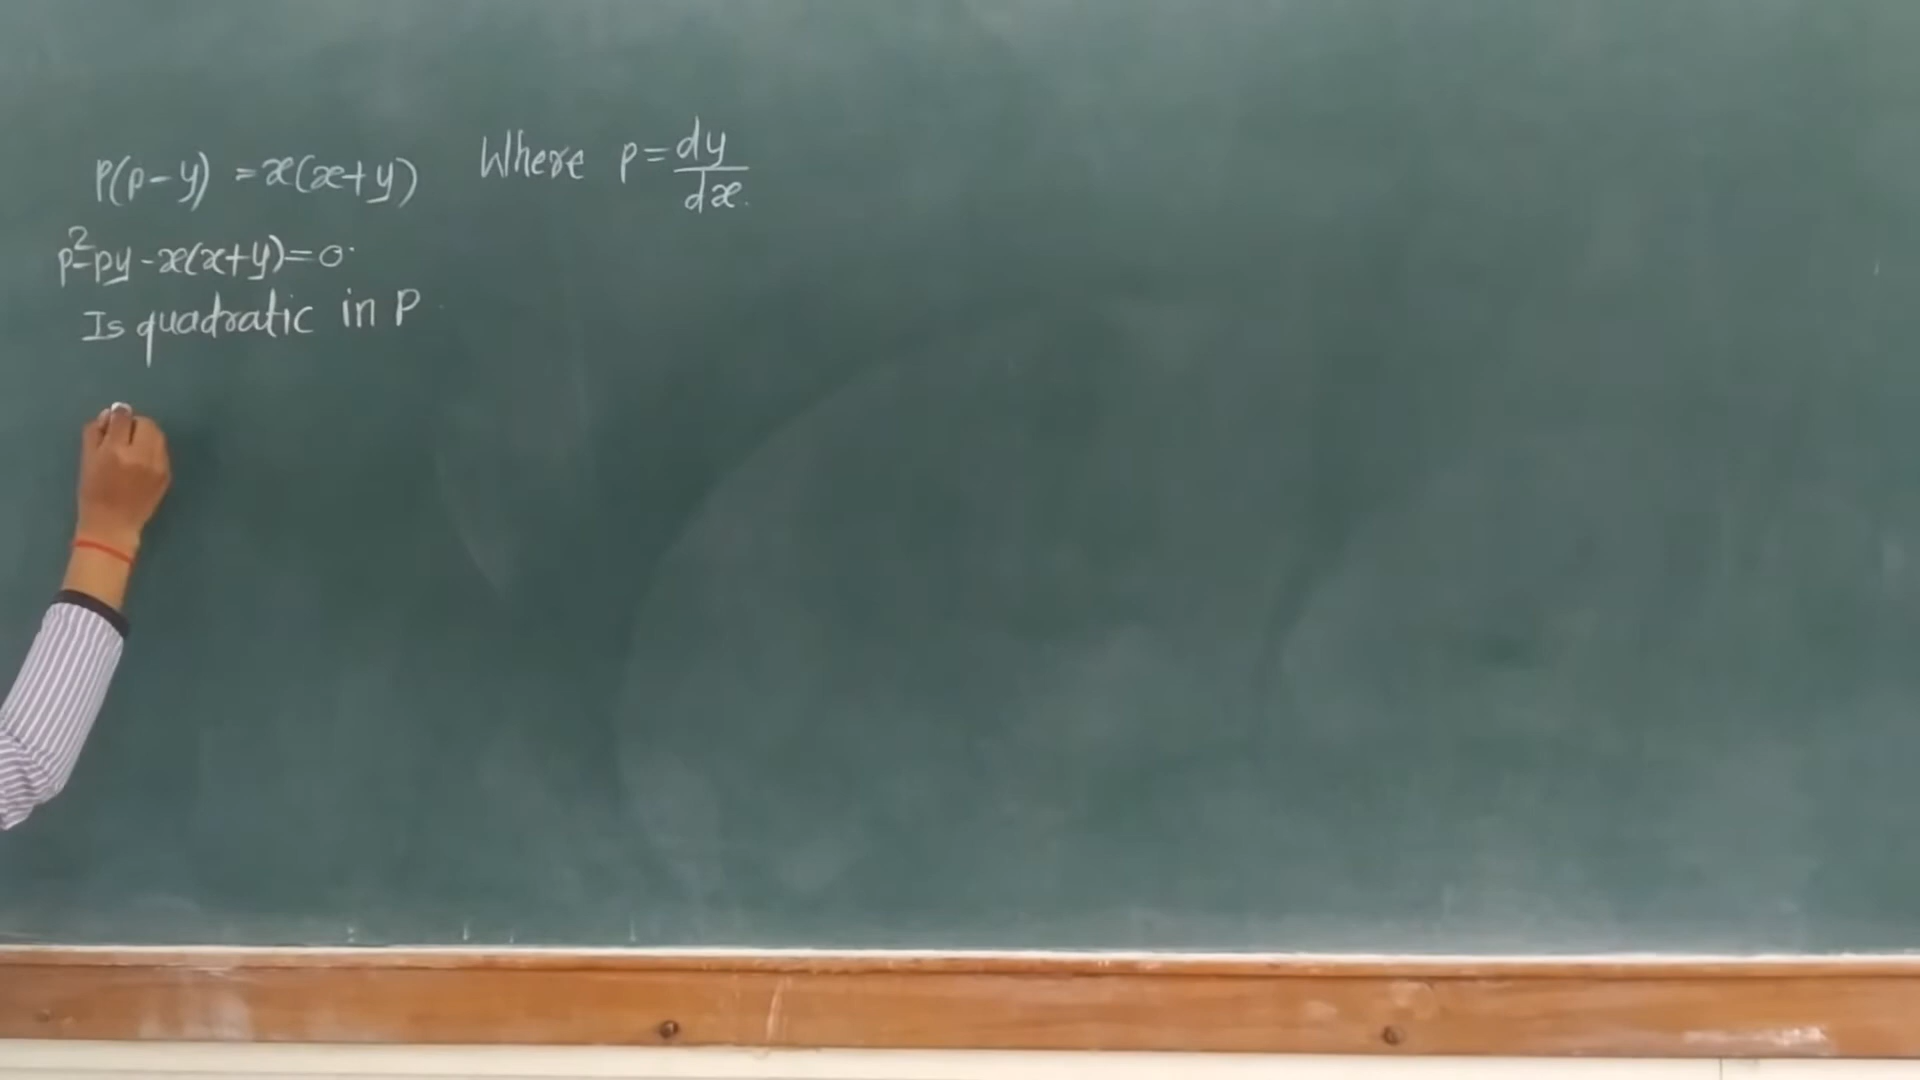 P(p-y) = x(x+y) Where p = dy/dx.
p²-py-x(x+y)=0.
Is quadratic in P